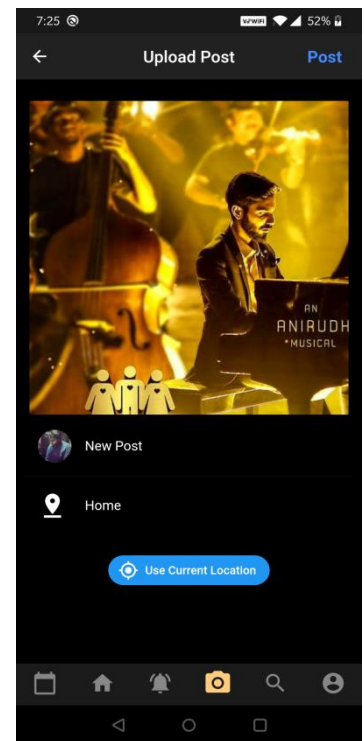 7:25
VoWIFI
52%
Upload Post
Post
AN
ANIRUDH
*MUSICAL
New Post
Home
Use Current Location